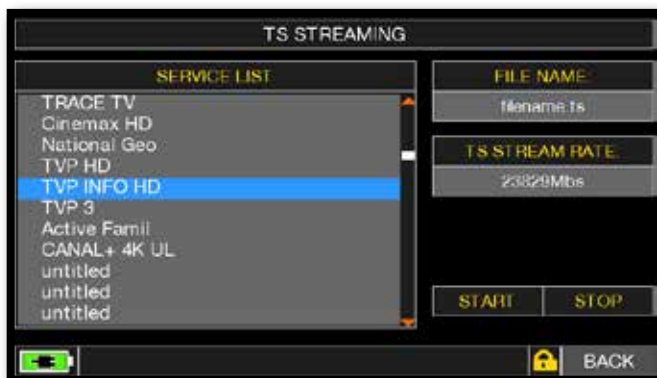 TS STREAMING
SERVICE LIST
TRACE TV
Cinemax HD
National Geo
TVP HD
TVP INFO HD
TVP 3
Active Famil
CANAL+ 4K UL
untitled
untitled
untitled
FILE NAME:
filename.ts
TS STREAM RATE:
23829Mbs
START
STOP
BACK